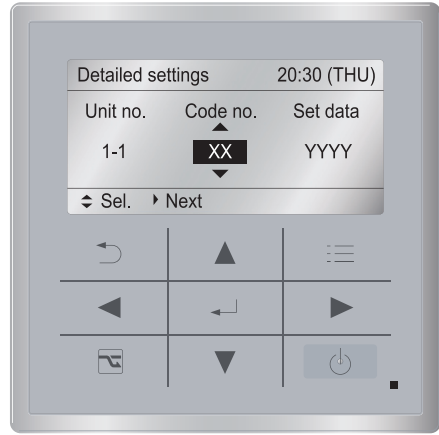 Detailed settings 20:30 (THU)
Unit no. Code no. Set data
1-1 XX YYYY
Sel. Next